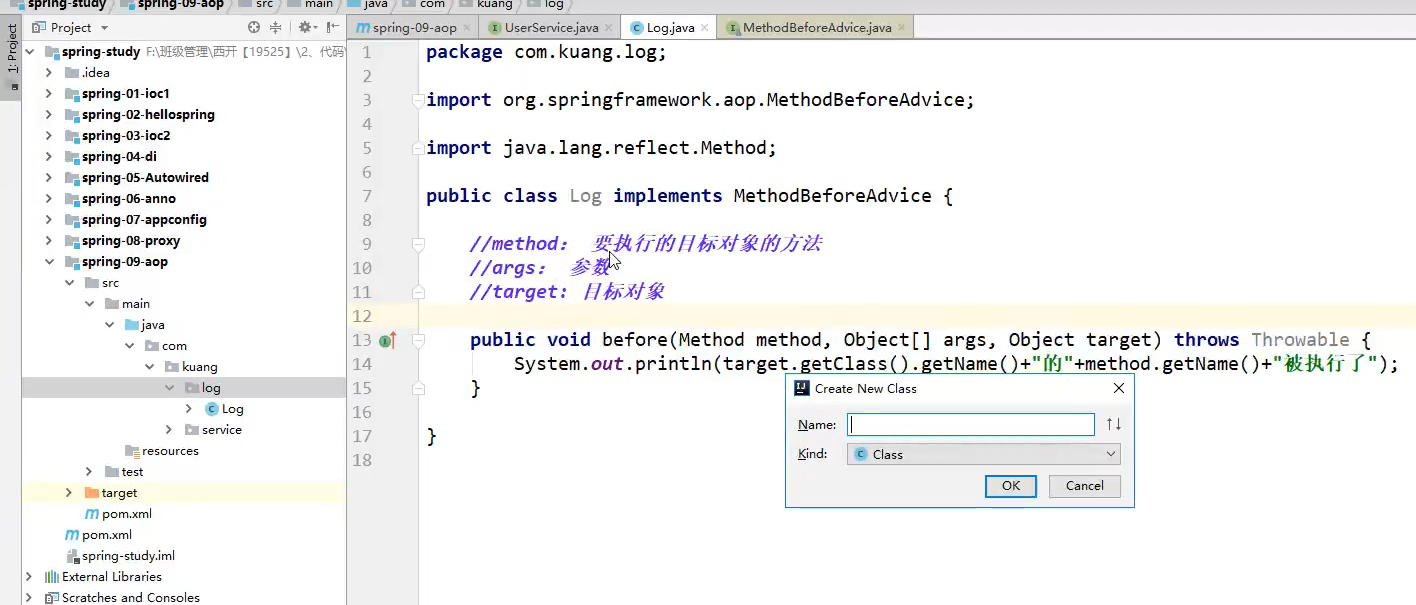 spring-study spring-09-aop src main java com kuang log
Project
spring-09-aop UserService.java Log.java MethodBeforeAdvice.java
1: Project
spring-study F:\班级管理\西开【19525】\2、代码
.idea
spring-01-ioc1
spring-02-hellospring
spring-03-ioc2
spring-04-di
spring-05-Autowired
spring-06-anno
spring-07-appconfig
spring-08-proxy
spring-09-aop
src
main
java
com
kuang
log
Log
service
resources
test
target
pom.xml
pom.xml
spring-study.iml
External Libraries
Scratches and Consoles
1 package com.kuang.log;
2
3 import org.springframework.aop.MethodBeforeAdvice;
4
5 import java.lang.reflect.Method;
6
7 public class Log implements MethodBeforeAdvice {
8
9 //method: 要执行的目标对象的方法
10 //args: 参数
11 //target: 目标对象
12
13 public void before(Method method, Object[] args, Object target) throws Throwable {
14 System.out.println(target.getClass().getName()+"的"+method.getName()+"被执行了");
15 }
16
17 }
18
Create New Class
Name:
Kind: Class
OK Cancel